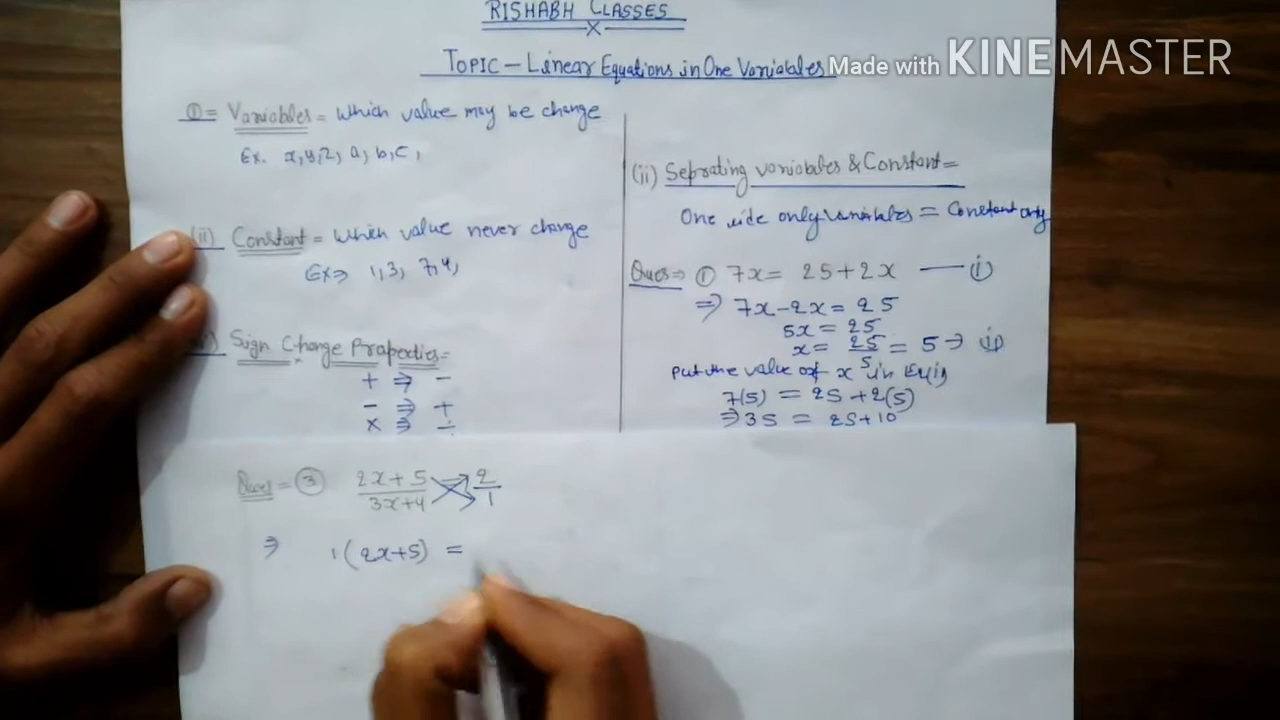 RISHABH CLASSES
x
TOPIC - Linear Equations in One Variables
Made with KINEMASTER
① = Variables = which value may be change
Ex. x, y, z, a, b, c,
(ii) Constant = which value never change
Ex ⇒ 1, 3, 7, 4,
Sign Change Properties =
+ ⇒ -
- ⇒ +
× ⇒ ÷
(ii) Seprating variables & Constant =
One side only variables = Constant only
Ques ⇒ ① 7x = 25 + 2x — (i)
⇒ 7x - 2x = 25
5x = 25
x = 25/5 = 5 → (ii)
Put the value of x in
7(5) = 25 + 2(5)
⇒ 35 = 25 + 10
Ques = ③ (2x + 5)/(3x + 4) 2/1
⇒ 1(2x+5) =